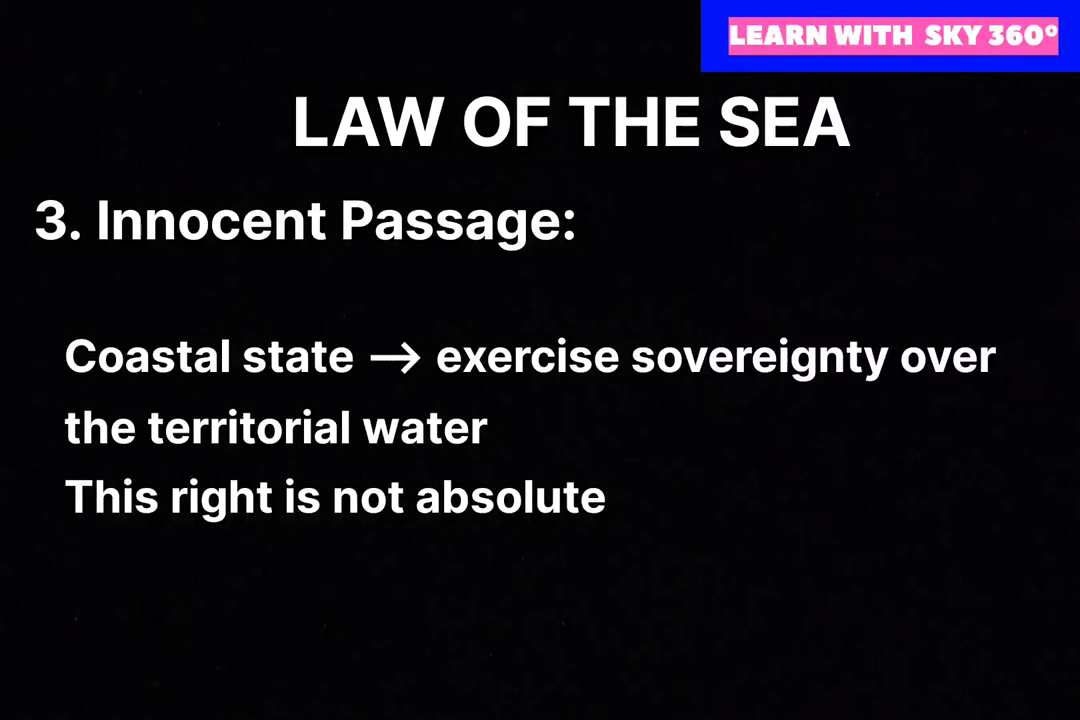 LEARN WITH SKY 360°
LAW OF THE SEA
3. Innocent Passage:
Coastal state → exercise sovereignty over
the territorial water
This right is not absolute